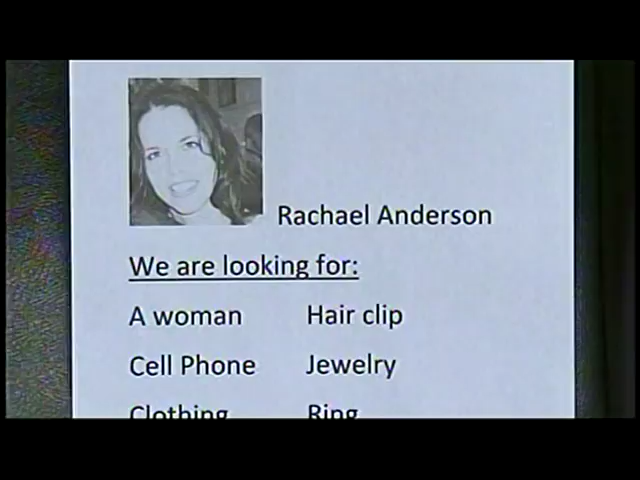 Rachael Anderson
We are looking for:
A woman Hair clip
Cell Phone Jewelry
Clothing Ring